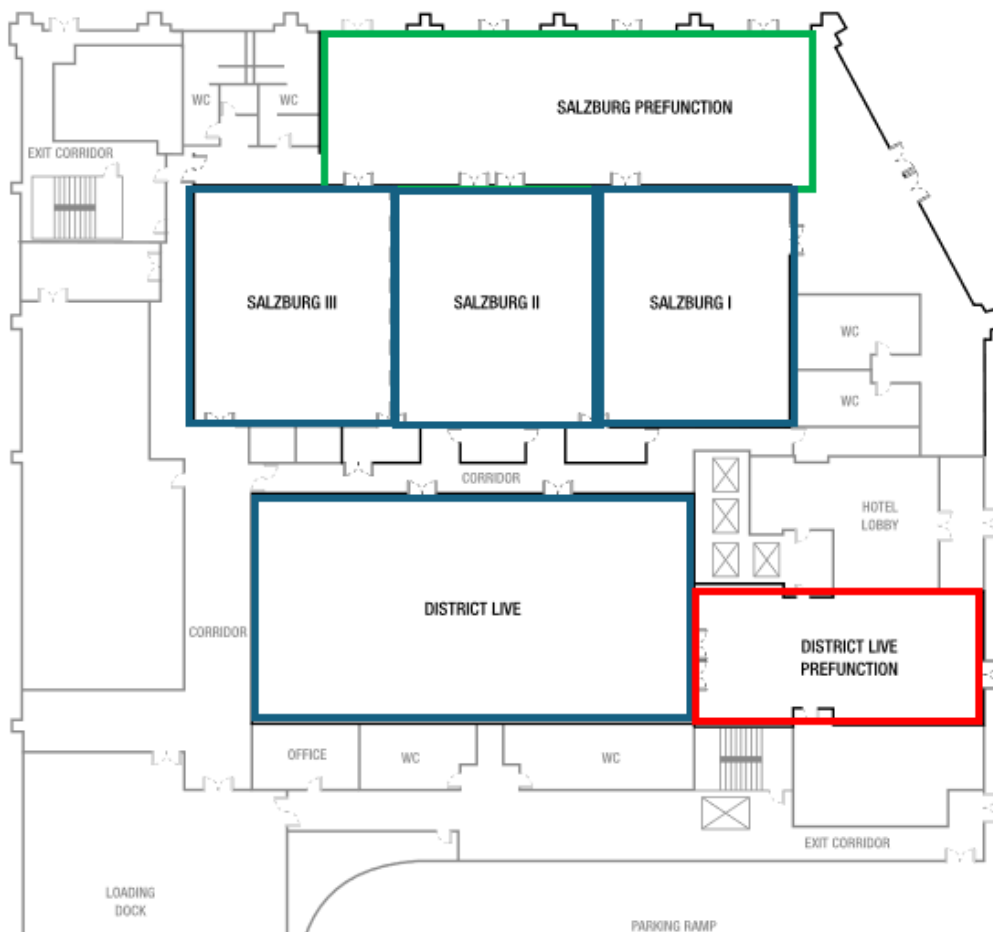 WC
WC
SALZBURG PREFUNCTION
EXIT CORRIDOR
SALZBURG III
SALZBURG II
SALZBURG I
WC
WC
CORRIDOR
HOTEL
LOBBY
DISTRICT LIVE
CORRIDOR
DISTRICT LIVE
PREFUNCTION
OFFICE
WC
WC
EXIT CORRIDOR
LOADING
DOCK
PARKING RAMP